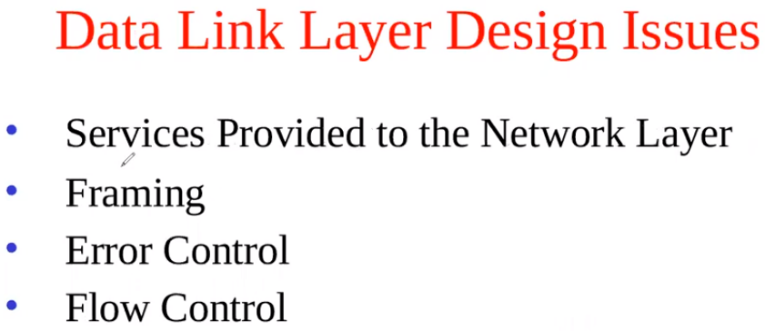 Data Link Layer Design Issues
• Services Provided to the Network Layer
• Framing
• Error Control
• Flow Control